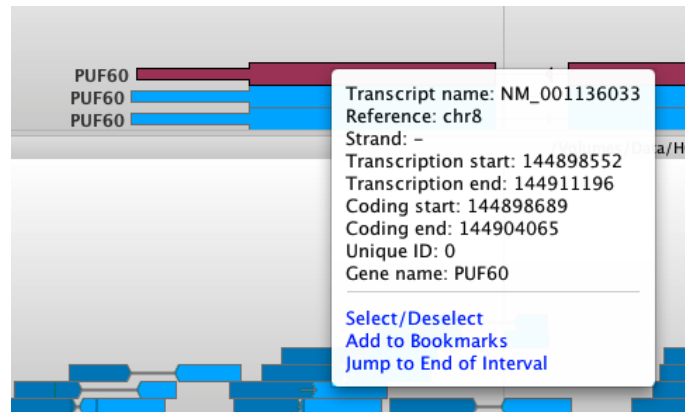 PUF60
PUF60
PUF60
Transcript name: NM_001136033
Reference: chr8
Strand: –
Transcription start: 144898552
Transcription end: 144911196
Coding start: 144898689
Coding end: 144904065
Unique ID: 0
Gene name: PUF60
Select/Deselect
Add to Bookmarks
Jump to End of Interval